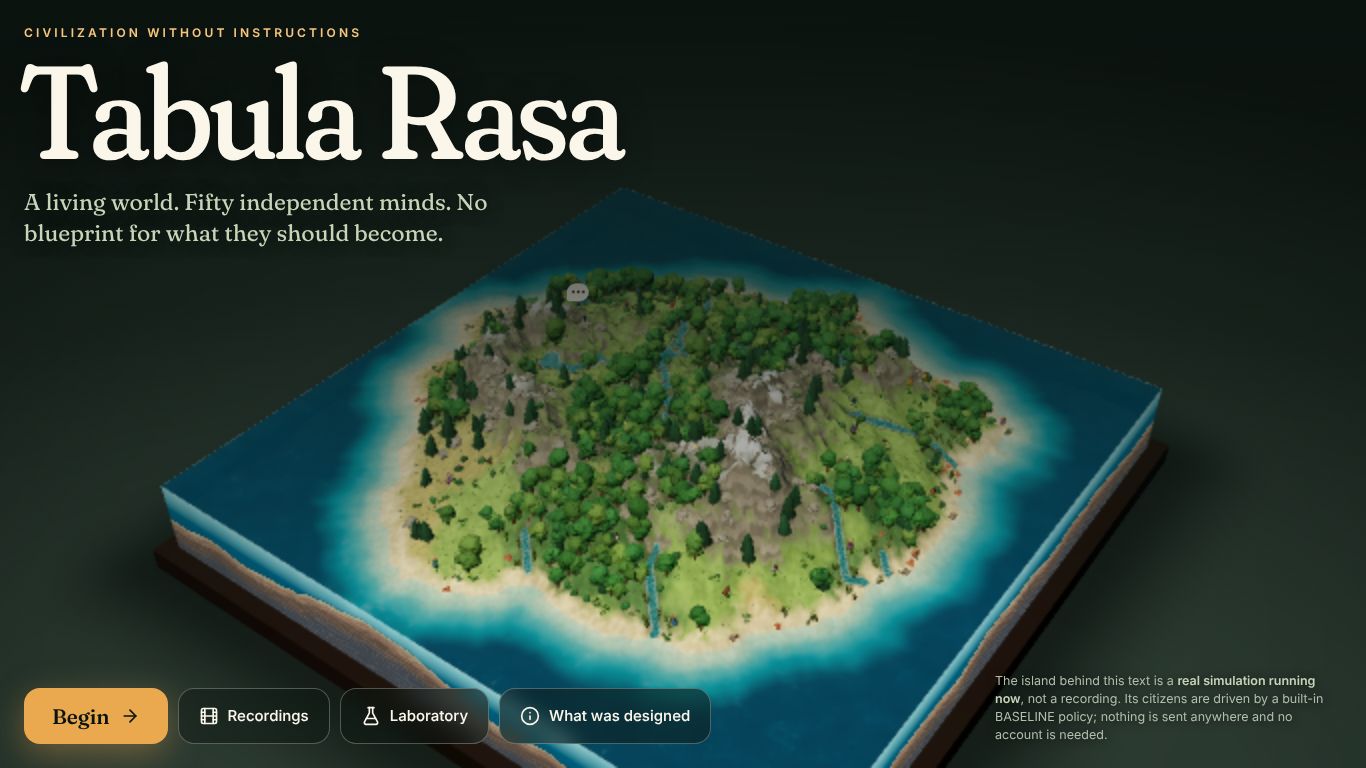 CIVILIZATION WITHOUT INSTRUCTIONS
Tabula Rasa
A living world. Fifty independent minds. No
blueprint for what they should become.
Begin
Recordings
Laboratory
What was designed
The island behind this text is a real simulation running
now, not a recording. Its citizens are driven by a built-in
BASELINE policy; nothing is sent anywhere and no
account is needed.